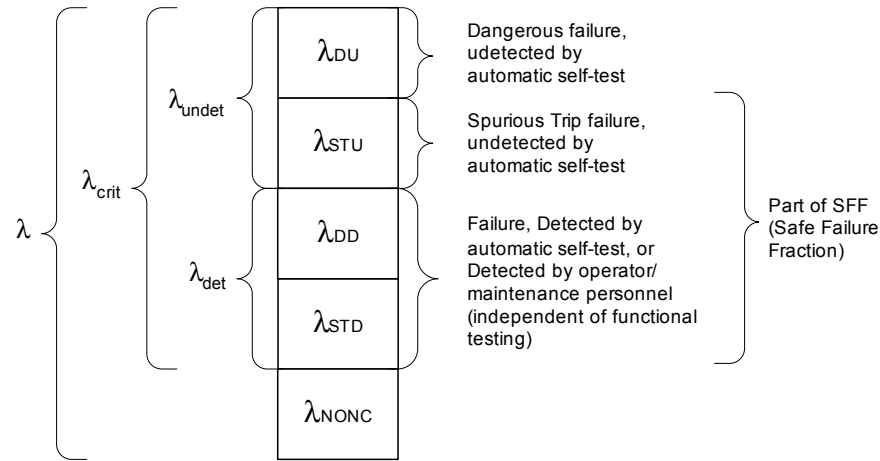 λDU
λSTU
λDD
λSTD
λNONC
λundet
λdet
λcrit
λ
Dangerous failure,
udetected by
automatic self-test
Spurious Trip failure,
undetected by
automatic self-test
Failure, Detected by
automatic self-test, or
Detected by operator/
maintenance personnel
(independent of functional
testing)
Part of SFF
(Safe Failure
Fraction)